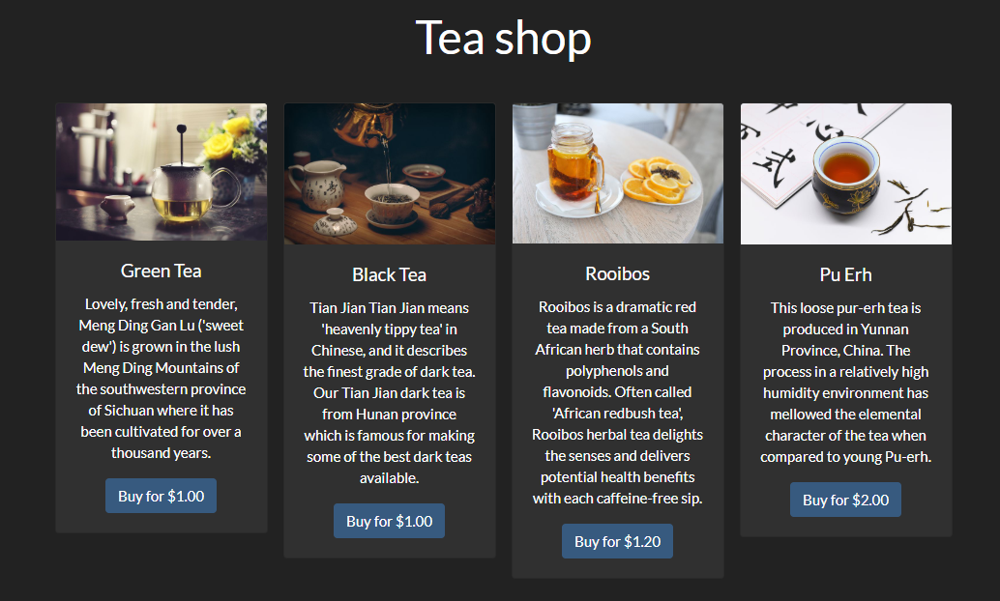 Tea shop
Green Tea
Lovely, fresh and tender,
Meng Ding Gan Lu ('sweet
dew') is grown in the lush
Meng Ding Mountains of
the southwestern province
of Sichuan where it has
been cultivated for over a
thousand years.
Buy for $1.00
Black Tea
Tian Jian Tian Jian means
'heavenly tippy tea' in
Chinese, and it describes
the finest grade of dark tea.
Our Tian Jian dark tea is
from Hunan province
which is famous for making
some of the best dark teas
available.
Buy for $1.00
Rooibos
Rooibos is a dramatic red
tea made from a South
African herb that contains
polyphenols and
flavonoids. Often called
'African redbush tea',
Rooibos herbal tea delights
the senses and delivers
potential health benefits
with each caffeine-free sip.
Buy for $1.20
Pu Erh
This loose pur-erh tea is
produced in Yunnan
Province, China. The
process in a relatively high
humidity environment has
mellowed the elemental
character of the tea when
compared to young Pu-erh.
Buy for $2.00